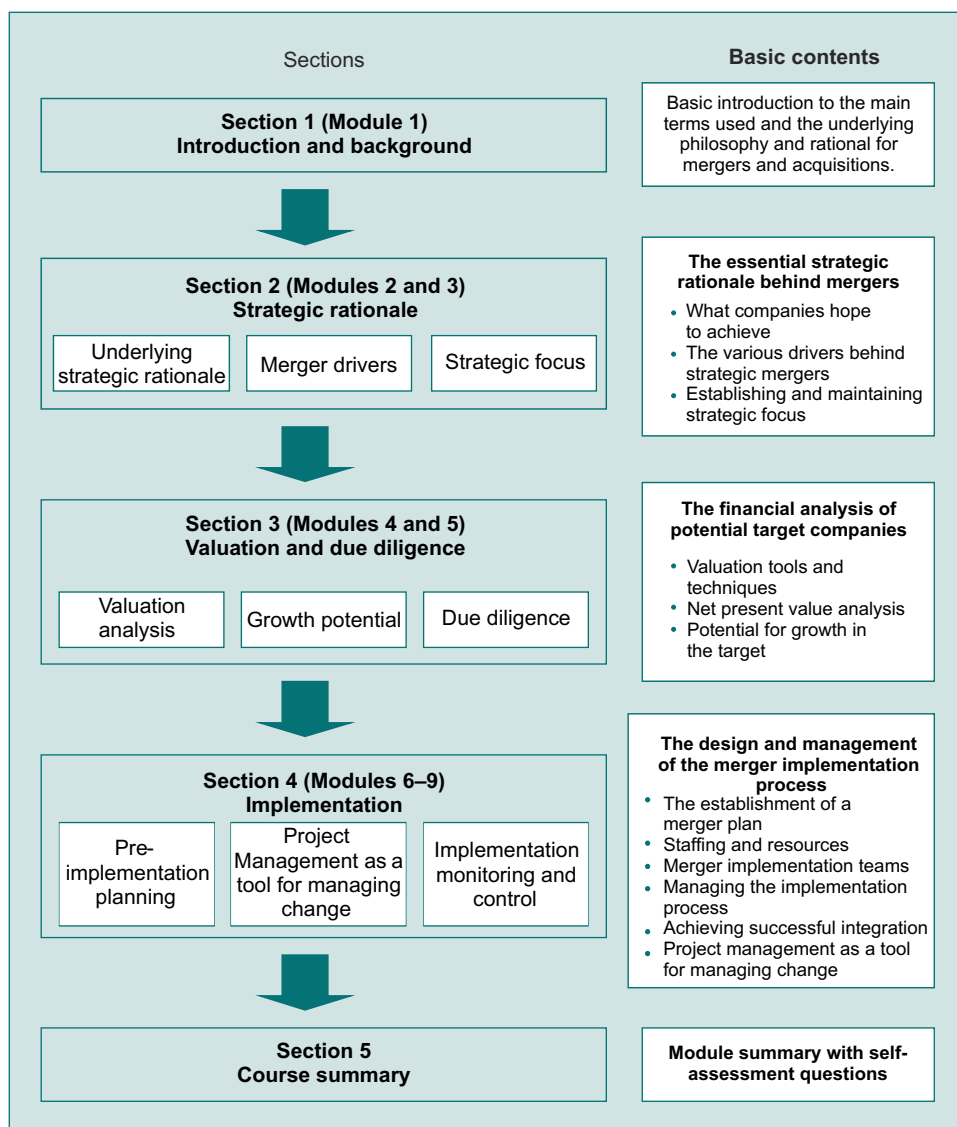 Sections
Basic contents
Section 1 (Module 1)
Introduction and background
Basic introduction to the main
terms used and the underlying
philosophy and rational for
mergers and acquisitions.
Section 2 (Modules 2 and 3)
Strategic rationale
Underlying
strategic rationale
Merger drivers
Strategic focus
The essential strategic
rationale behind mergers
• What companies hope
to achieve
• The various drivers behind
strategic mergers
• Establishing and maintaining
strategic focus
Section 3 (Modules 4 and 5)
Valuation and due diligence
Valuation
analysis
Growth potential
Due diligence
The financial analysis of
potential target companies
• Valuation tools and
techniques
• Net present value analysis
• Potential for growth in
the target
Section 4 (Modules 6–9)
Implementation
Pre-
implementation
planning
Project
Management as a
tool for managing
change
Implementation
monitoring and
control
The design and management
of the merger implementation
process
• The establishment of a
merger plan
• Staffing and resources
• Merger implementation teams
• Managing the implementation
process
• Achieving successful integration
• Project management as a tool
for managing change
Section 5
Course summary
Module summary with self-
assessment questions